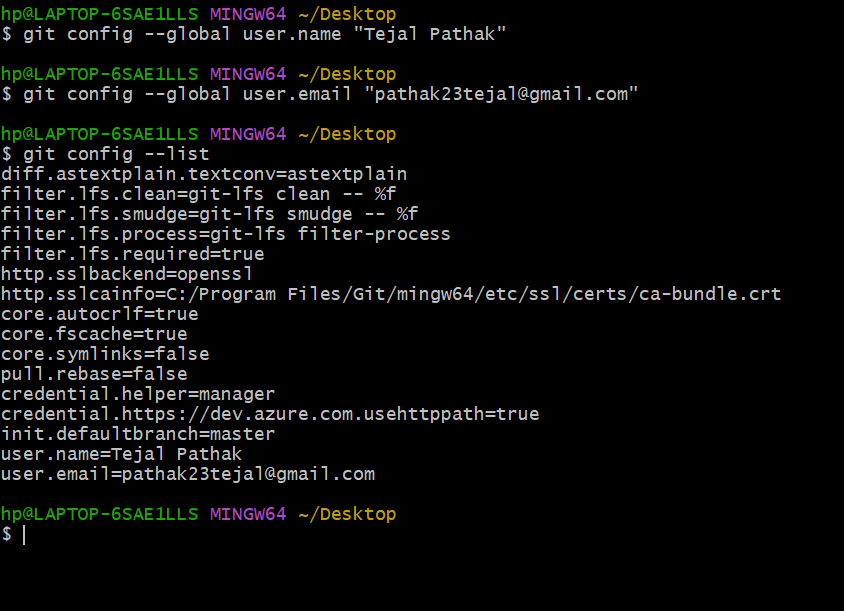 hp@LAPTOP-6SAE1LLS MINGW64 ~/Desktop
$ git config --global user.name "Tejal Pathak"
hp@LAPTOP-6SAE1LLS MINGW64 ~/Desktop
$ git config --global user.email "pathak23tejal@gmail.com"
hp@LAPTOP-6SAE1LLS MINGW64 ~/Desktop
$ git config --list
diff.astextplain.textconv=astextplain
filter.lfs.clean=git-lfs clean -- %f
filter.lfs.smudge=git-lfs smudge -- %f
filter.lfs.process=git-lfs filter-process
filter.lfs.required=true
http.sslbackend=openssl
http.sslcainfo=C:/Program Files/Git/mingw64/etc/ssl/certs/ca-bundle.crt
core.autocrlf=true
core.fscache=true
core.symlinks=false
pull.rebase=false
credential.helper=manager
credential.https://dev.azure.com.usehttppath=true
init.defaultbranch=master
user.name=Tejal Pathak
user.email=pathak23tejal@gmail.com
hp@LAPTOP-6SAE1LLS MINGW64 ~/Desktop
$